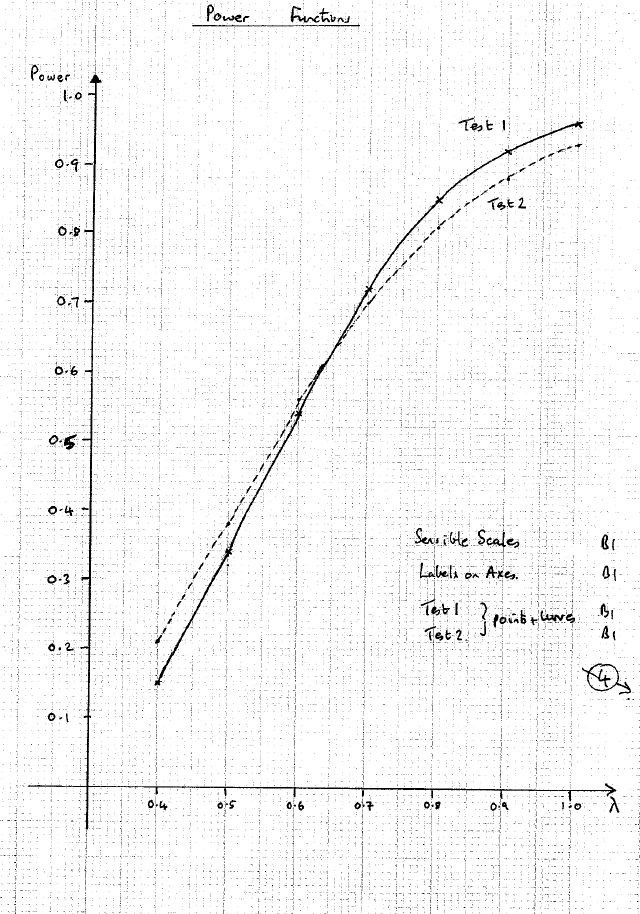 Power Functions
Power
1.0
Test 1
0.9
Test 2
0.8
0.7
0.6
0.5
0.4
Sensible Scales B1
0.3
Labels on Axes. B1
Test 1 } points + curves B1
Test 2 B1
0.2
4
0.1
0.4 0.5 0.6 0.7 0.8 0.9 1.0 λ